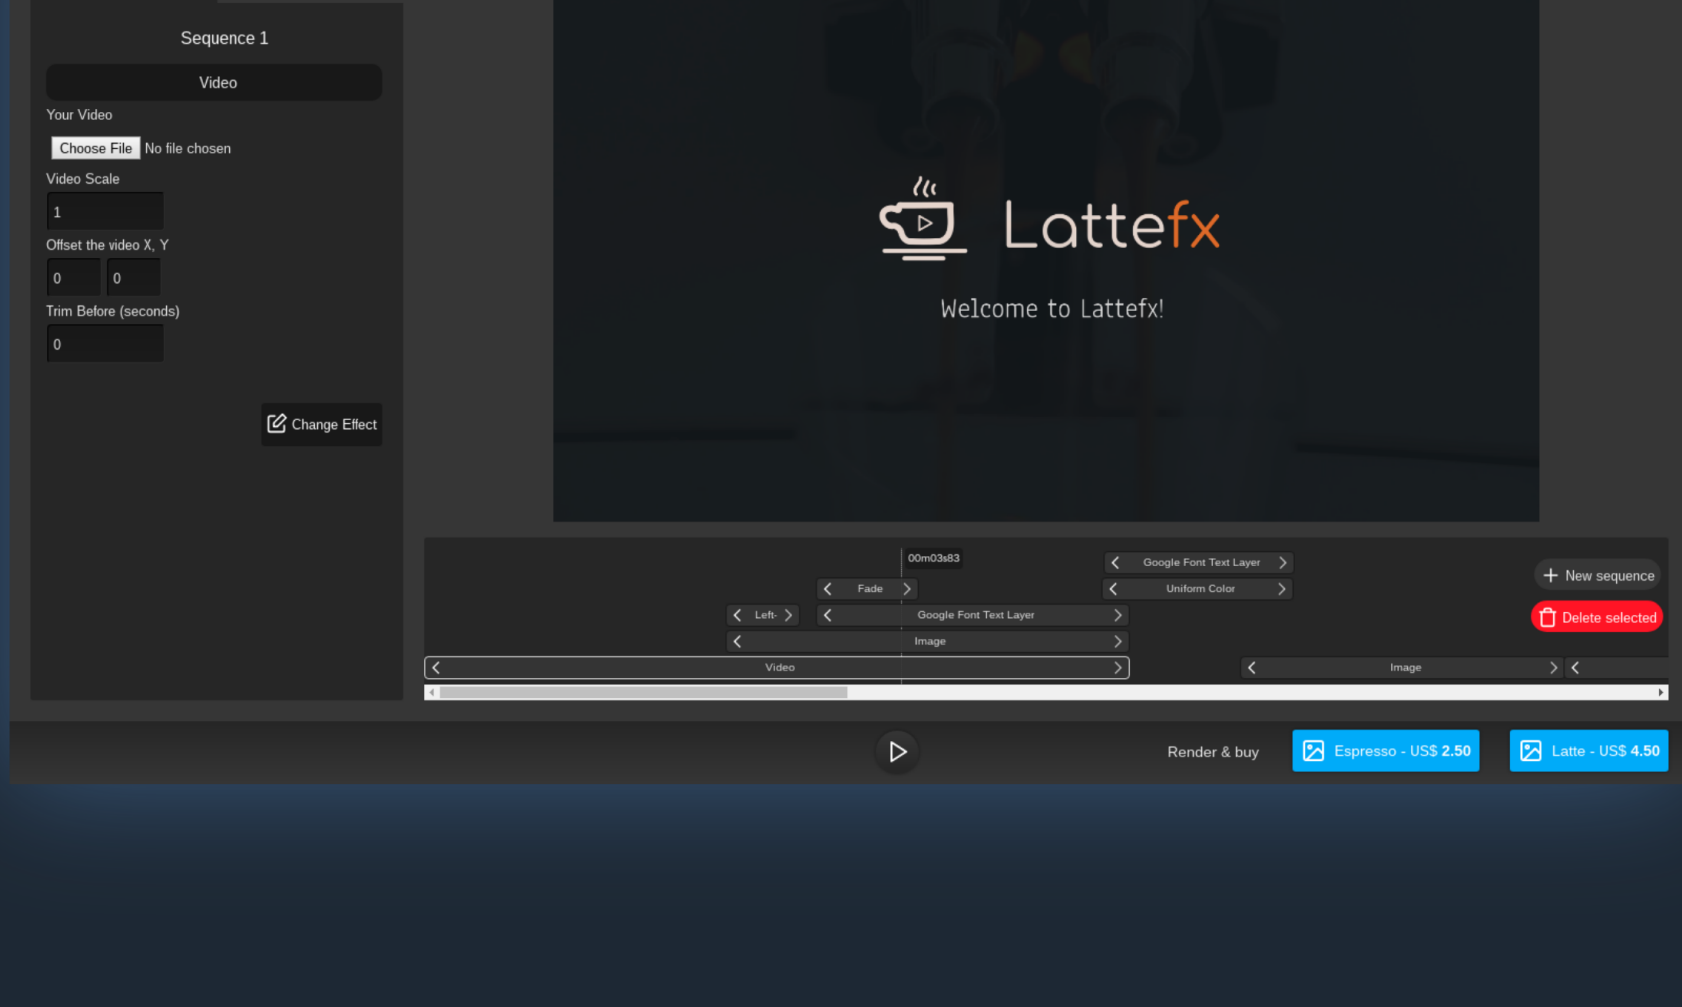 Sequence 1
Video
Your Video
Choose File No file chosen
Video Scale
1
Offset the video X, Y
0 0
Trim Before (seconds)
0
Change Effect
Lattefx
Welcome to Lattefx!
00m03s83
Google Font Text Layer
New sequence
Fade
Uniform Color
Left-
Google Font Text Layer
Delete selected
Image
Video
Image
Render & buy
Espresso - US$ 2.50
Latte - US$ 4.50